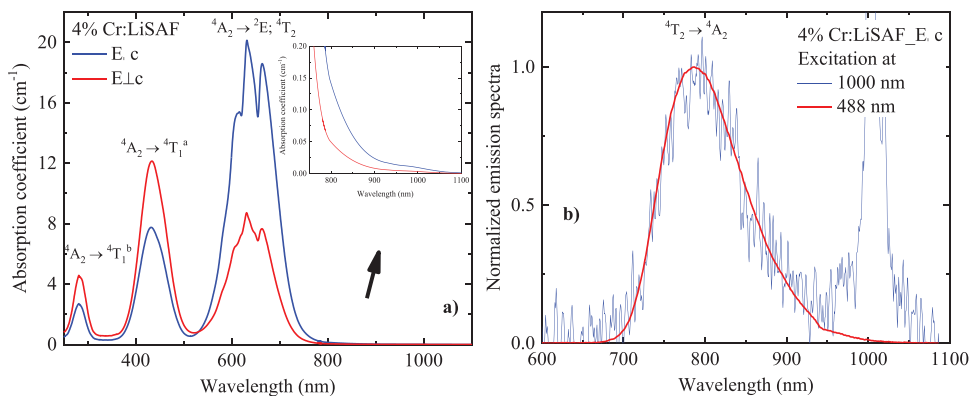 ⁴A₂→²E; ⁴T₂
4% Cr:LiSAF
E  c
E⊥c
⁴A₂→⁴T₁ᵃ
⁴A₂→⁴T₁ᵇ
Absorption coefficient (cm⁻¹)
20
16
12
8
4
0
400
600
800
1000
Wavelength (nm)
a)
Absorption coefficient (cm⁻¹)
0.20
0.15
0.10
0.05
0.00
800
900
1000
1100
Wavelength (nm)
⁴T₂→⁴A₂
4% Cr:LiSAF_E  c
Excitation at
1000 nm
488 nm
b)
Normalized emission spectra
1.0
0.5
0.0
600
700
800
900
1000
1100
Wavelength (nm)